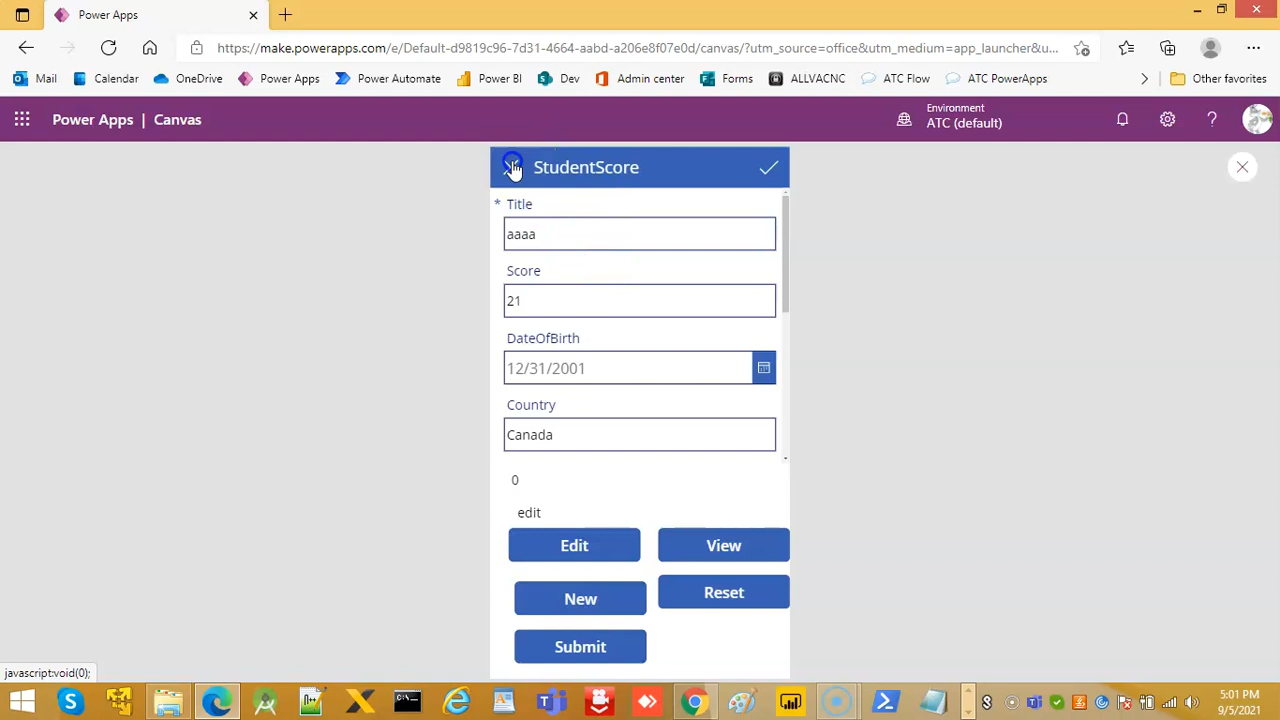 Power Apps
https://make.powerapps.com/e/Default-d9819c96-7d31-4664-aabd-a206e8f07e0d/canvas/?utm_source=office&utm_medium=app_launcher&u...
Mail Calendar OneDrive Power Apps Power Automate Power BI Dev Admin center Forms ALLVACNC ATC Flow ATC PowerApps Other favorites
Power Apps | Canvas
Environment
ATC (default)
StudentScore
* Title
aaaa
Score
21
DateOfBirth
12/31/2001
Country
Canada
0
edit
Edit View
New Reset
Submit
javascript:void(0);
5:01 PM
9/5/2021